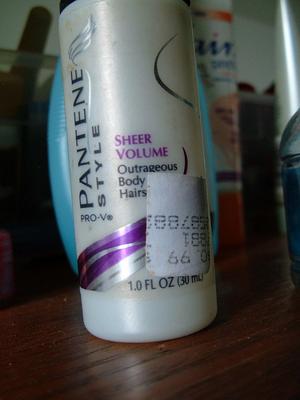 PANTENE
STYLE
PRO-V®
SHEER
VOLUME
Outrageous
Body
Hairs
1.0 FL OZ (30 mL)